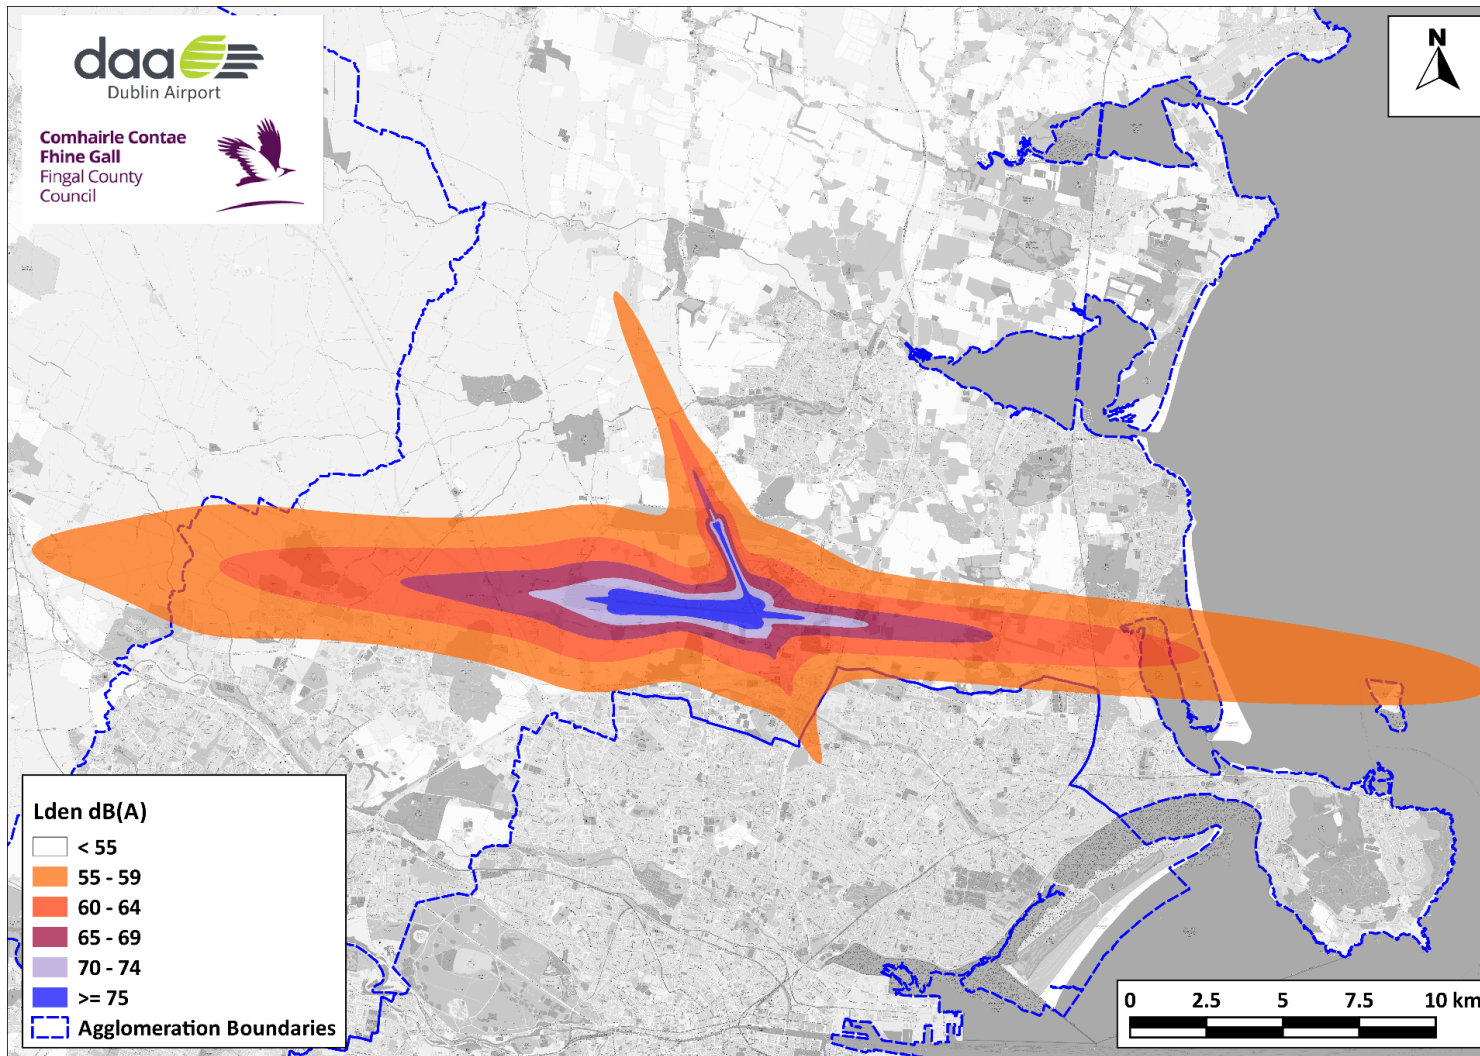 daa
Dublin Airport
Comhairle Contae
Fhine Gall
Fingal County
Council
N
Lden dB(A)
< 55
55 - 59
60 - 64
65 - 69
70 - 74
>= 75
Agglomeration Boundaries
0 2.5 5 7.5 10 km